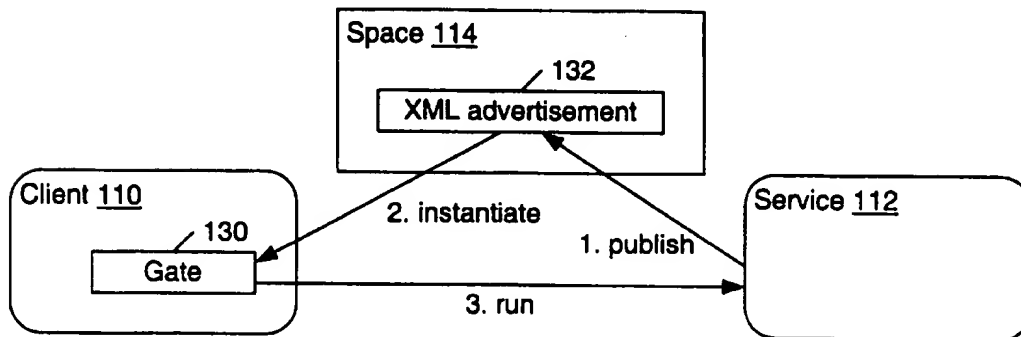 Space 114
132
XML advertisement
Client 110
2. instantiate
Service 112
130
1. publish
Gate
3. run